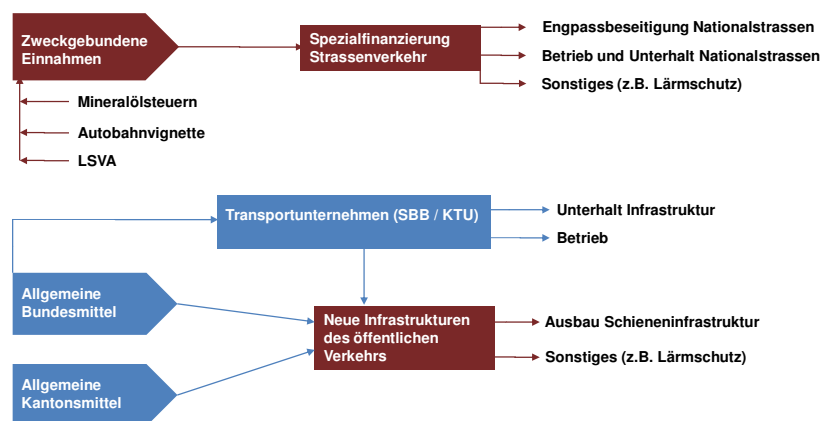 Zweckgebundene
Einnahmen
Spezialfinanzierung
Strassenverkehr
Engpassbeseitigung Nationalstrassen
Betrieb und Unterhalt Nationalstrassen
Sonstiges (z.B. Lärmschutz)
Mineralölsteuern
Autobahnvignette
LSVA
Transportunternehmen (SBB / KTU)
Unterhalt Infrastruktur
Betrieb
Allgemeine
Bundesmittel
Neue Infrastrukturen
des öffentlichen
Verkehrs
Ausbau Schieneninfrastruktur
Sonstiges (z.B. Lärmschutz)
Allgemeine
Kantonsmittel